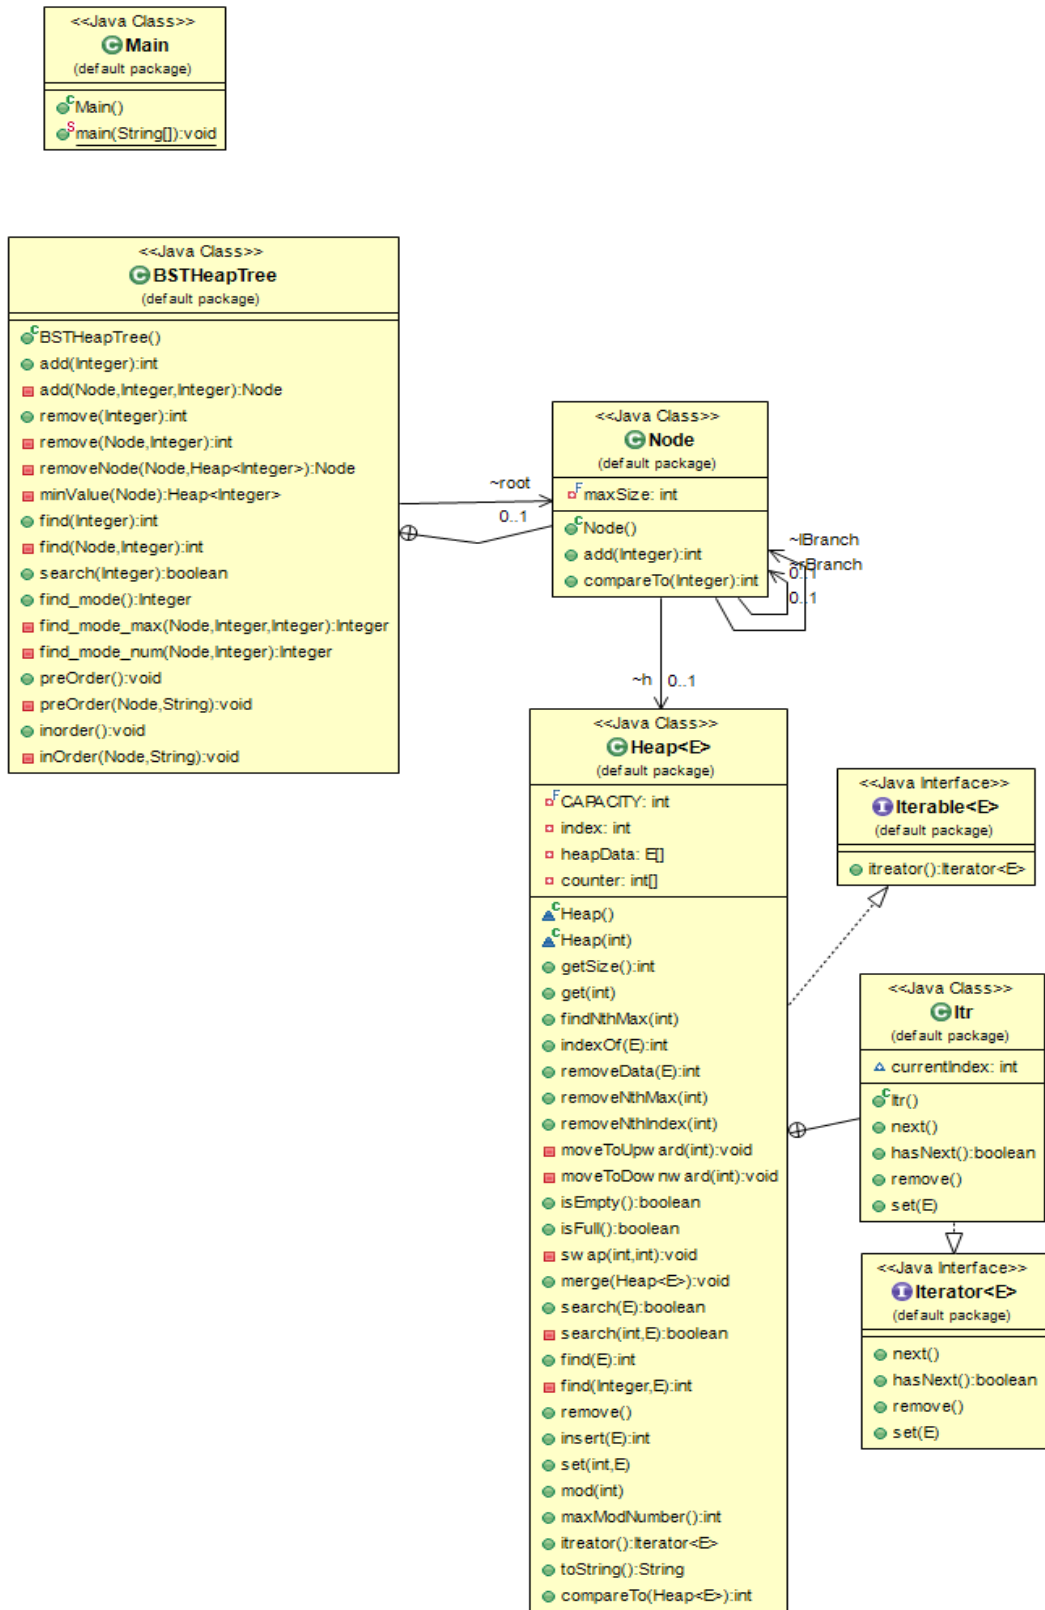 <<Java Class>>
Main
(default package)
Main()
main(String[]):void
<<Java Class>>
BSTHeapTree
(default package)
BSTHeapTree()
add(Integer):int
add(Node,Integer,Integer):Node
remove(Integer):int
remove(Node,Integer):int
removeNode(Node,Heap<Integer>):Node
minValue(Node):Heap<Integer>
find(Integer):int
find(Node,Integer):int
search(Integer):boolean
find_mode():Integer
find_mode_max(Node,Integer,Integer):Integer
find_mode_num(Node,Integer):Integer
preOrder():void
preOrder(Node,String):void
inorder():void
inOrder(Node,String):void
~root
0..1
<<Java Class>>
Node
(default package)
maxSize: int
Node()
add(Integer):int
compareTo(Integer):int
~lBranch
~rBranch
0..1
0..1
~h 0..1
<<Java Class>>
Heap<E>
(default package)
CAPACITY: int
index: int
heapData: E[]
counter: int[]
Heap()
Heap(int)
getSize():int
get(int)
findNthMax(int)
indexOf(E):int
removeData(E):int
removeNthMax(int)
removeNthIndex(int)
moveToUpward(int):void
moveToDownward(int):void
isEmpty():boolean
isFull():boolean
swap(int,int):void
merge(Heap<E>):void
search(E):boolean
search(int,E):boolean
find(E):int
find(Integer,E):int
remove()
insert(E):int
set(int,E)
mod(int)
maxModNumber():int
itreator():Iterator<E>
toString():String
compareTo(Heap<E>):int
<<Java Interface>>
Iterable<E>
(default package)
itreator():Iterator<E>
<<Java Class>>
Itr
(default package)
currentIndex: int
Itr()
next()
hasNext():boolean
remove()
set(E)
<<Java Interface>>
Iterator<E>
(default package)
next()
hasNext():boolean
remove()
set(E)